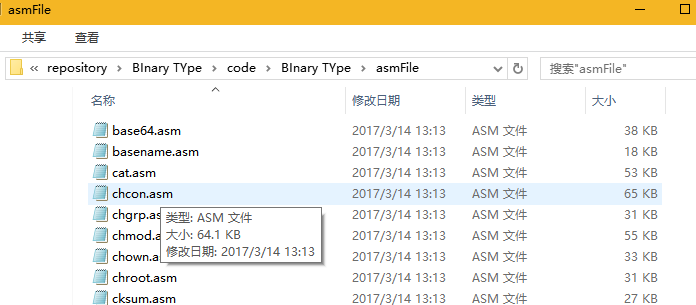 asmFile
共享 查看
« repository > BInary TYpe > code > BInary TYpe > asmFile 搜索"asmFile"
名称 修改日期 类型 大小
base64.asm 2017/3/14 13:13 ASM 文件 38 KB
basename.asm 2017/3/14 13:13 ASM 文件 18 KB
cat.asm 2017/3/14 13:13 ASM 文件 53 KB
chcon.asm 2017/3/14 13:13 ASM 文件 65 KB
chgrp.as 2017/3/14 13:13 ASM 文件 31 KB
类型: ASM 文件
大小: 64.1 KB
修改日期: 2017/3/14 13:13
chmod.a 2017/3/14 13:13 ASM 文件 55 KB
chown.a 2017/3/14 13:13 ASM 文件 33 KB
chroot.asm 2017/3/14 13:13 ASM 文件 31 KB
cksum.asm 2017/3/14 13:13 ASM 文件 27 KB